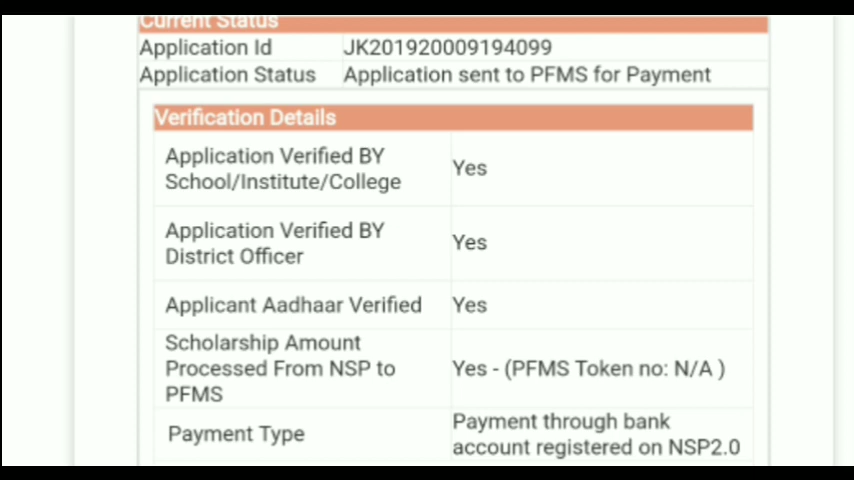 Current Status
Application Id JK201920009194099
Application Status Application sent to PFMS for Payment
Verification Details
Application Verified BY
School/Institute/College
Yes
Application Verified BY
District Officer
Yes
Applicant Aadhaar Verified Yes
Scholarship Amount
Processed From NSP to
PFMS
Yes - (PFMS Token no: N/A )
Payment Type
Payment through bank
account registered on NSP2.0